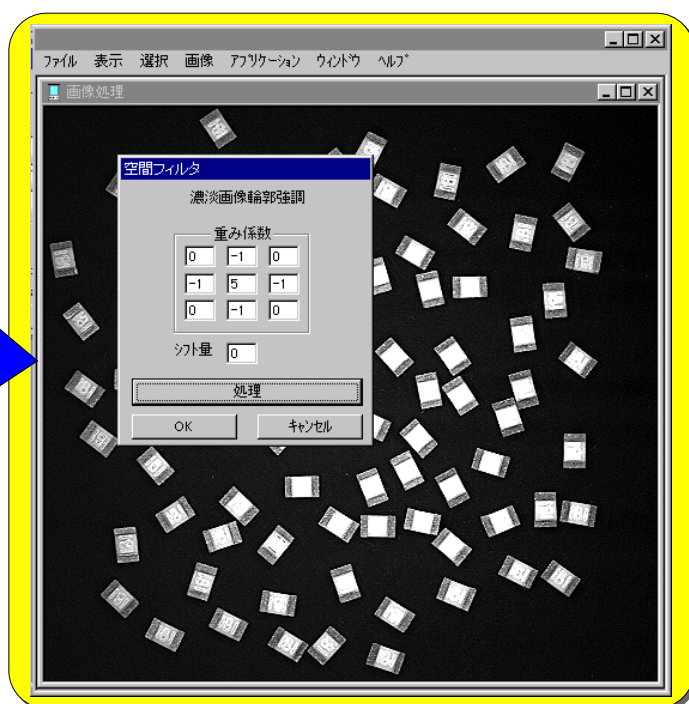 ファイル 表示 選択 画像 アプリケーション ウィンドウ ヘルプ
画像処理
空間フィルタ
濃淡画像輪郭強調
重み係数
0 -1 0
-1 5 -1
0 -1 0
シフト量 0
処理
OK キャンセル